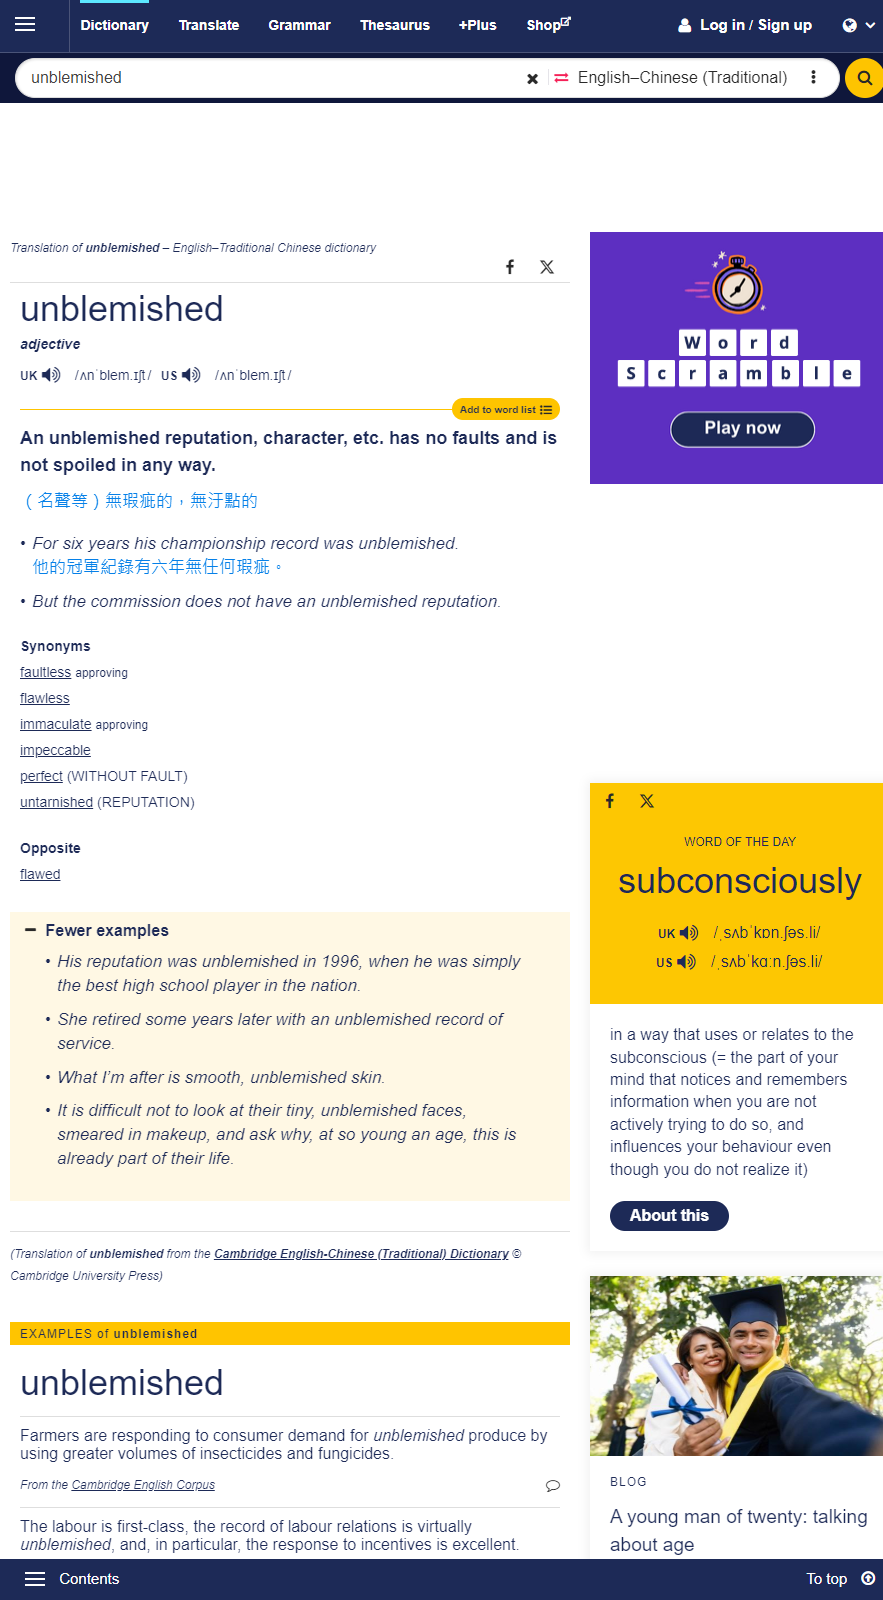 Dictionary Translate Grammar Thesaurus +Plus Shop Log in / Sign up
unblemished English–Chinese (Traditional)
Translation of unblemished – English–Traditional Chinese dictionary
unblemished
adjective
UK /ʌnˈblem.ɪʃt/ US /ʌnˈblem.ɪʃt/
Add to word list
An unblemished reputation, character, etc. has no faults and is
not spoiled in any way.
（名聲等）無瑕疵的，無汙點的
• For six years his championship record was unblemished.
他的冠軍紀錄有六年無任何瑕疵。
• But the commission does not have an unblemished reputation.
Synonyms
faultless approving
flawless
immaculate approving
impeccable
perfect (WITHOUT FAULT)
untarnished (REPUTATION)
Opposite
flawed
Fewer examples
• His reputation was unblemished in 1996, when he was simply
the best high school player in the nation.
• She retired some years later with an unblemished record of
service.
• What I’m after is smooth, unblemished skin.
• It is difficult not to look at their tiny, unblemished faces,
smeared in makeup, and ask why, at so young an age, this is
already part of their life.
(Translation of unblemished from the Cambridge English-Chinese (Traditional) Dictionary ©
Cambridge University Press)
EXAMPLES of unblemished
unblemished
Farmers are responding to consumer demand for unblemished produce by
using greater volumes of insecticides and fungicides.
From the Cambridge English Corpus
The labour is first-class, the record of labour relations is virtually
unblemished, and, in particular, the response to incentives is excellent.
Word
Scramble
Play now
WORD OF THE DAY
subconsciously
UK /ˌsʌbˈkɒn.ʃəs.li/
US /ˌsʌbˈkɑːn.ʃəs.li/
in a way that uses or relates to the
subconscious (= the part of your
mind that notices and remembers
information when you are not
actively trying to do so, and
influences your behaviour even
though you do not realize it)
About this
BLOG
A young man of twenty: talking
about age
Contents To top